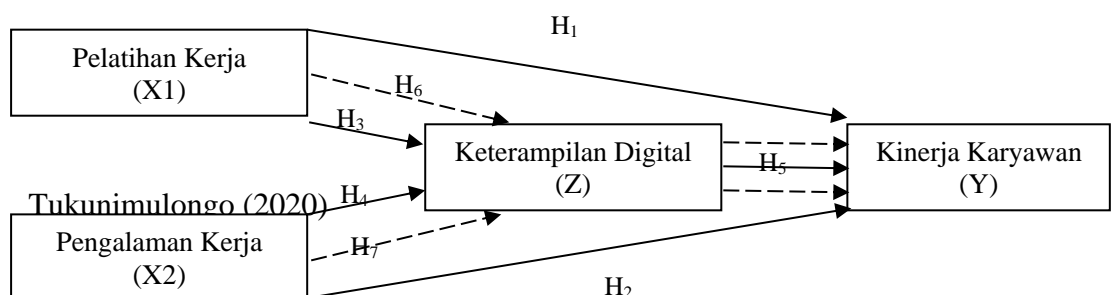 H₁
Pelatihan Kerja
(X1)
H₆
H₃
Keterampilan Digital
(Z)
H₅
Kinerja Karyawan
(Y)
H₄
Tukunimulongo (2020)
Pengalaman Kerja
(X2)
H₇
H₂